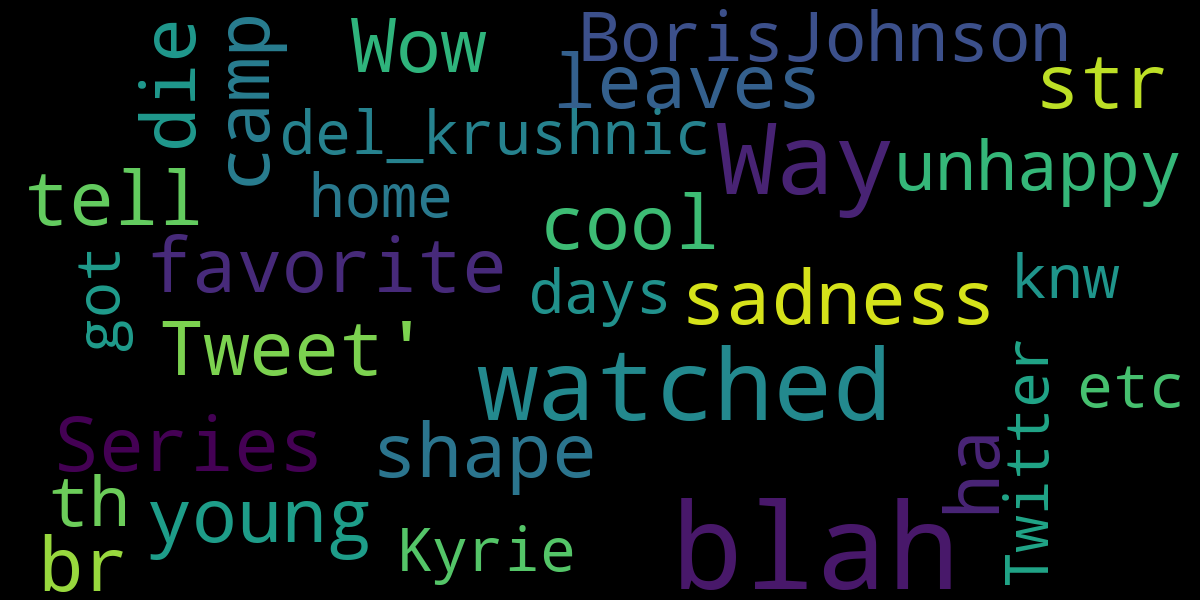 BorisJohnson
Wow
die
camp
leaves
str
del_krushnic
Way
unhappy
tell
home
cool
got
favorite
days
sadness
knw
Tweet'
watched
etc
Twitter
Series
shape
ha
th
young
Kyrie
blah
br